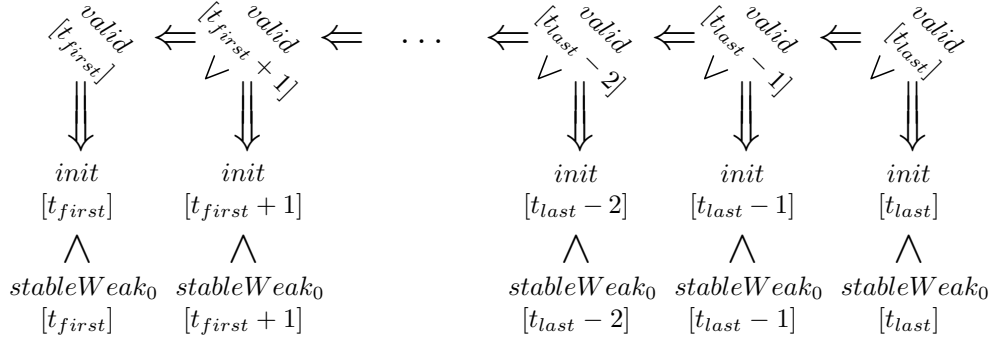 valid [t_first] ⇐ valid [t_first + 1] ⇐ ... ⇐ valid [t_last − 2] ⇐ valid [t_last − 1] ⇐ valid [t_last]
∨ ∨ ∨ ∨
⇓ ⇓ ⇓ ⇓ ⇓
init init init init init
[t_first] [t_first + 1] [t_last − 2] [t_last − 1] [t_last]
∧ ∧ ∧ ∧ ∧
stableWeak_0 stableWeak_0 stableWeak_0 stableWeak_0 stableWeak_0
[t_first] [t_first + 1] [t_last − 2] [t_last − 1] [t_last]